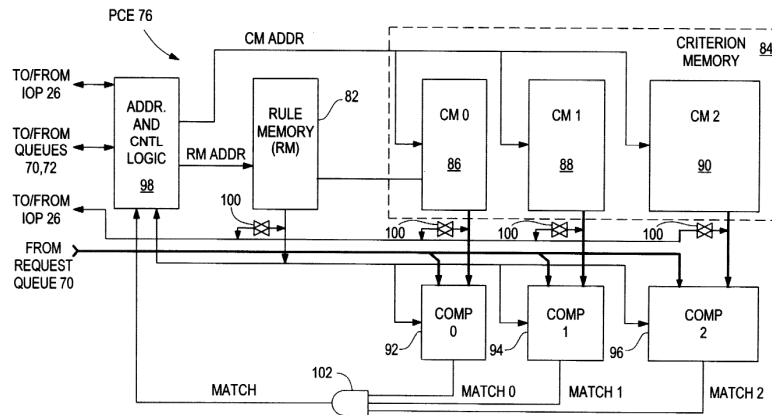 PCE 76
CM ADDR
CRITERION
MEMORY
84
TO/FROM
IOP 26
ADDR.
AND
CNTL
LOGIC
98
RULE
MEMORY
(RM)
82
CM 0
86
CM 1
88
CM 2
90
TO/FROM
QUEUES
70,72
RM ADDR
TO/FROM
IOP 26
100
100
100
100
FROM
REQUEST
QUEUE 70
COMP
0
COMP
1
COMP
2
92
94
96
102
MATCH
MATCH 0
MATCH 1
MATCH 2